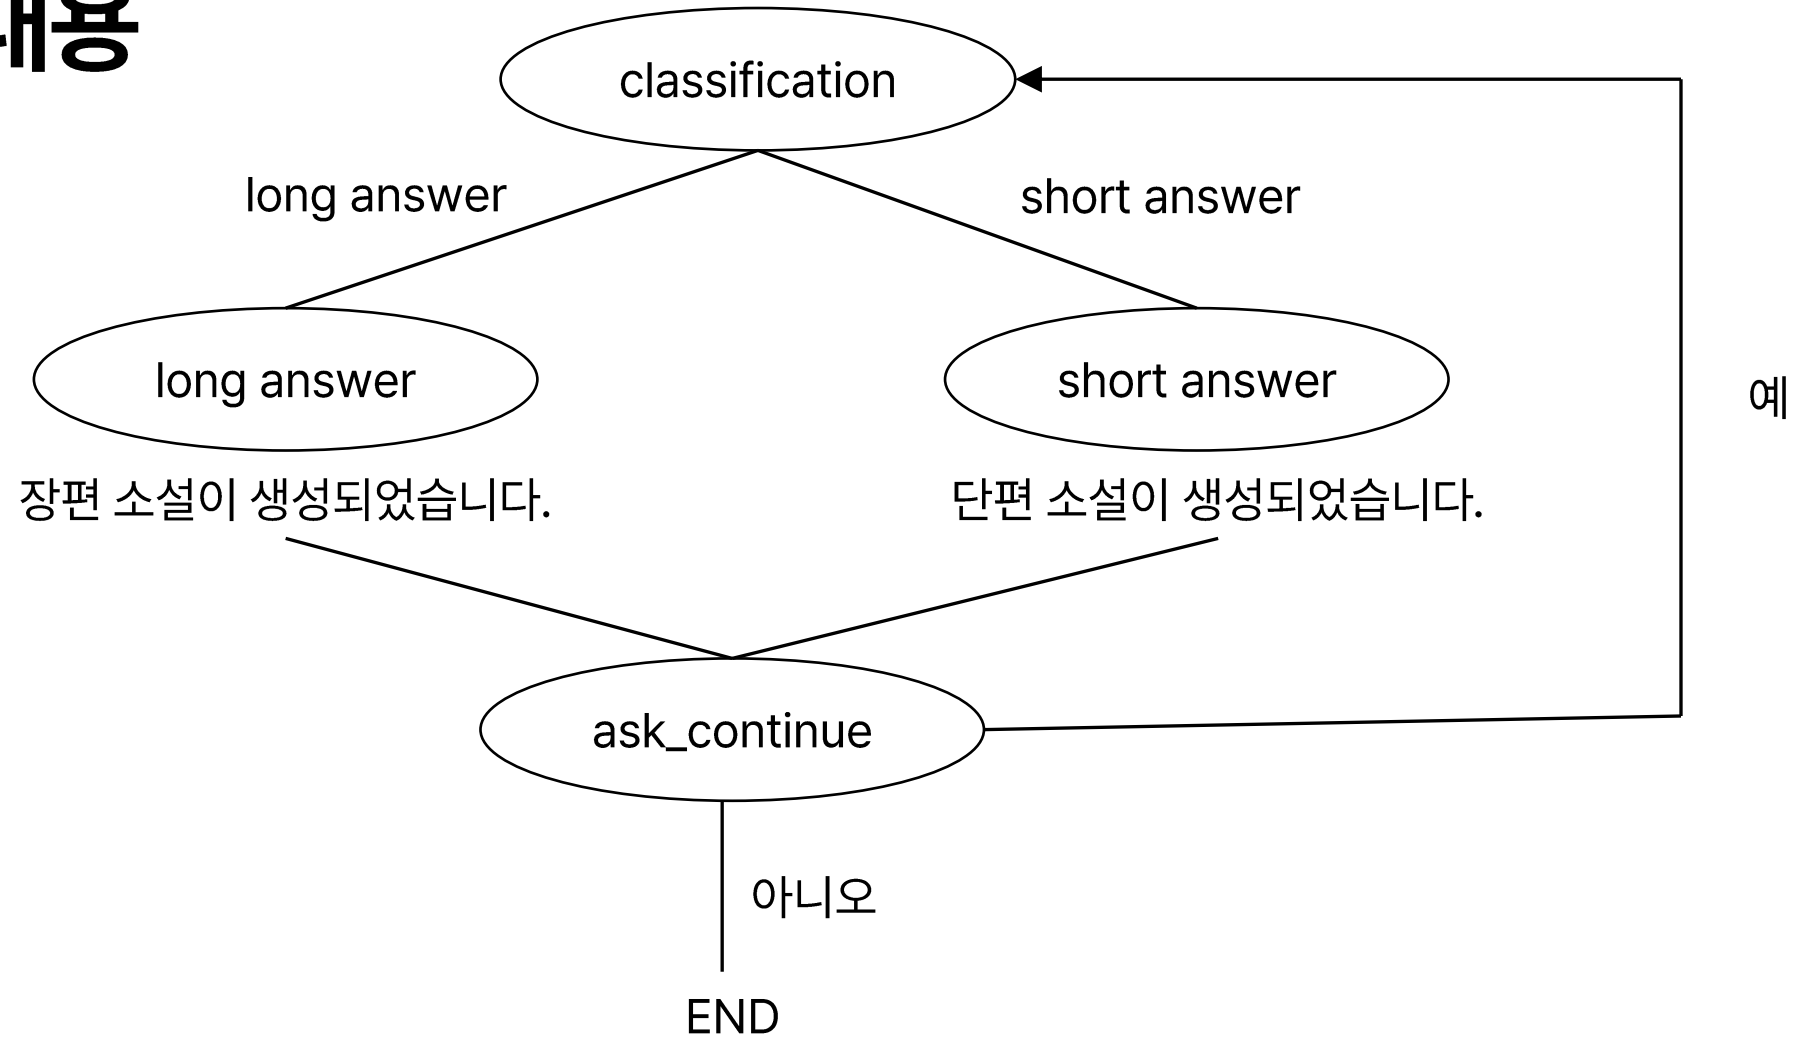 용
classification
long answer
short answer
long answer
short answer
예
장편 소설이 생성되었습니다.
단편 소설이 생성되었습니다.
ask_continue
아니오
END